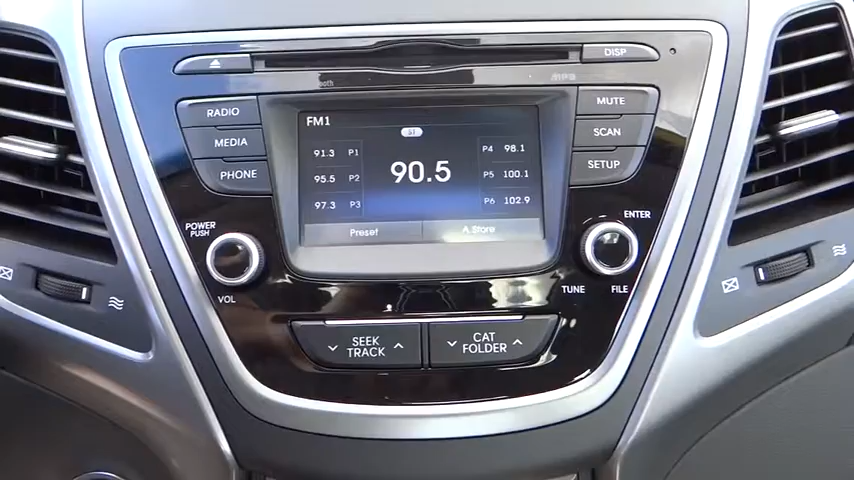 DISP
RADIO
MEDIA
PHONE
MUTE
SCAN
SETUP
FM1
ST
91.3 P1
95.5 P2
97.3 P3
90.5
P4 98.1
P5 100.1
P6 102.9
Preset
A.Store
POWER
PUSH
VOL
ENTER
TUNE
FILE
SEEK
TRACK
CAT
FOLDER